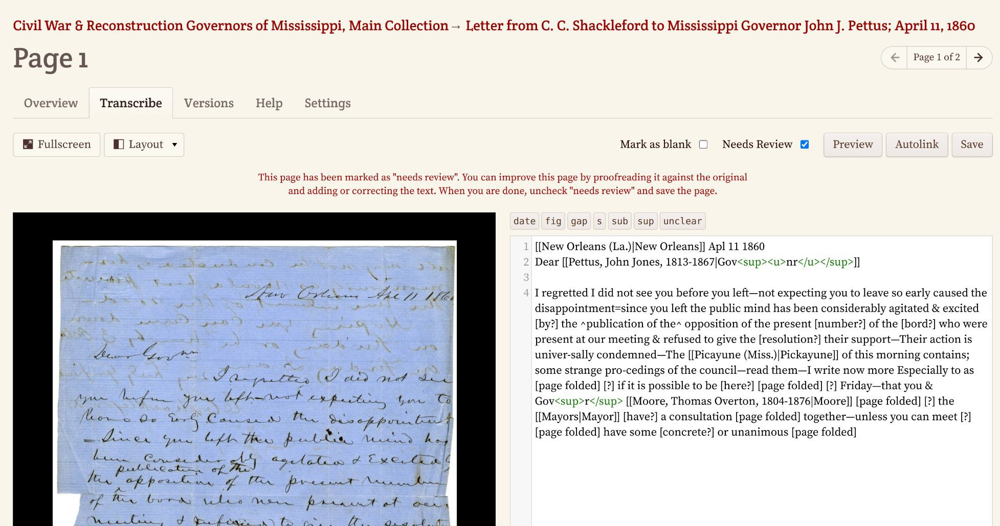 Civil War & Reconstruction Governors of Mississippi, Main Collection→ Letter from C. C. Shackleford to Mississippi Governor John J. Pettus; April 11, 1860
Page 1
Page 1 of 2
Overview Transcribe Versions Help Settings
Fullscreen Layout Mark as blank Needs Review Preview Autolink Save
This page has been marked as "needs review". You can improve this page by proofreading it against the original
and adding or correcting the text. When you are done, uncheck "needs review" and save the page.
New Orleans Apl 11 1860
Dear Govnr
I regretted I did not see
you before you left—not expecting you to
so Early Caused the disappointment
=Since you left the public mind has
been considerably agitated & Excited
publication of the
the ^ opposition of the present number
of the bord who were present at our
meeting & refused to give the resolution
date fig gap s sub sup unclear
1 [[New Orleans (La.)|New Orleans]] Apl 11 1860
2 Dear [[Pettus, John Jones, 1813-1867|Gov<sup><u>nr</u></sup>]]
3
4 I regretted I did not see you before you left—not expecting you to leave so early caused the
disappointment=since you left the public mind has been considerably agitated & excited
[by?] the ^publication of the^ opposition of the present [number?] of the [bord?] who were
present at our meeting & refused to give the [resolution?] their support—Their action is
univer-sally condemned—The [[Picayune (Miss.)|Pickayune]] of this morning contains;
some strange pro-cedings of the council—read them—I write now more Especially to as
[page folded] [?] if it is possible to be [here?] [page folded] [?] Friday—that you &
Gov<sup>r</sup> [[Moore, Thomas Overton, 1804-1876|Moore]] [page folded] [?] the
[[Mayors|Mayor]] [have?] a consultation [page folded] together—unless you can meet [?]
[page folded] have some [concrete?] or unanimous [page folded]